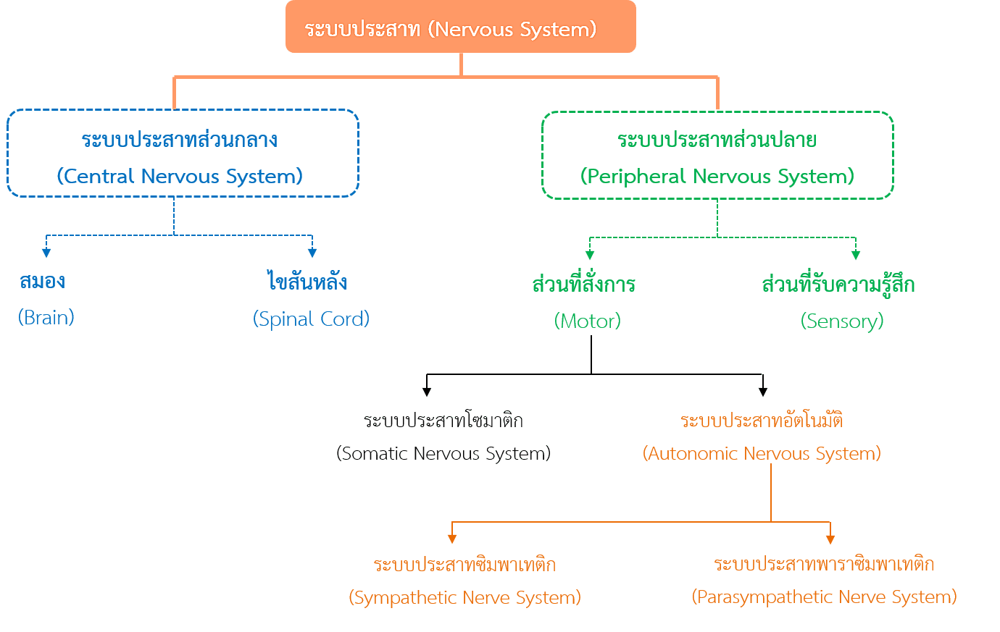 ระบบประสาท (Nervous System)
ระบบประสาทส่วนกลาง
(Central Nervous System)
ระบบประสาทส่วนปลาย
(Peripheral Nervous System)
สมอง
(Brain)
ไขสันหลัง
(Spinal Cord)
ส่วนที่สั่งการ
(Motor)
ส่วนที่รับความรู้สึก
(Sensory)
ระบบประสาทโซมาติก
(Somatic Nervous System)
ระบบประสาทอัตโนมัติ
(Autonomic Nervous System)
ระบบประสาทซิมพาเทติก
(Sympathetic Nerve System)
ระบบประสาทพาราซิมพาเทติก
(Parasympathetic Nerve System)